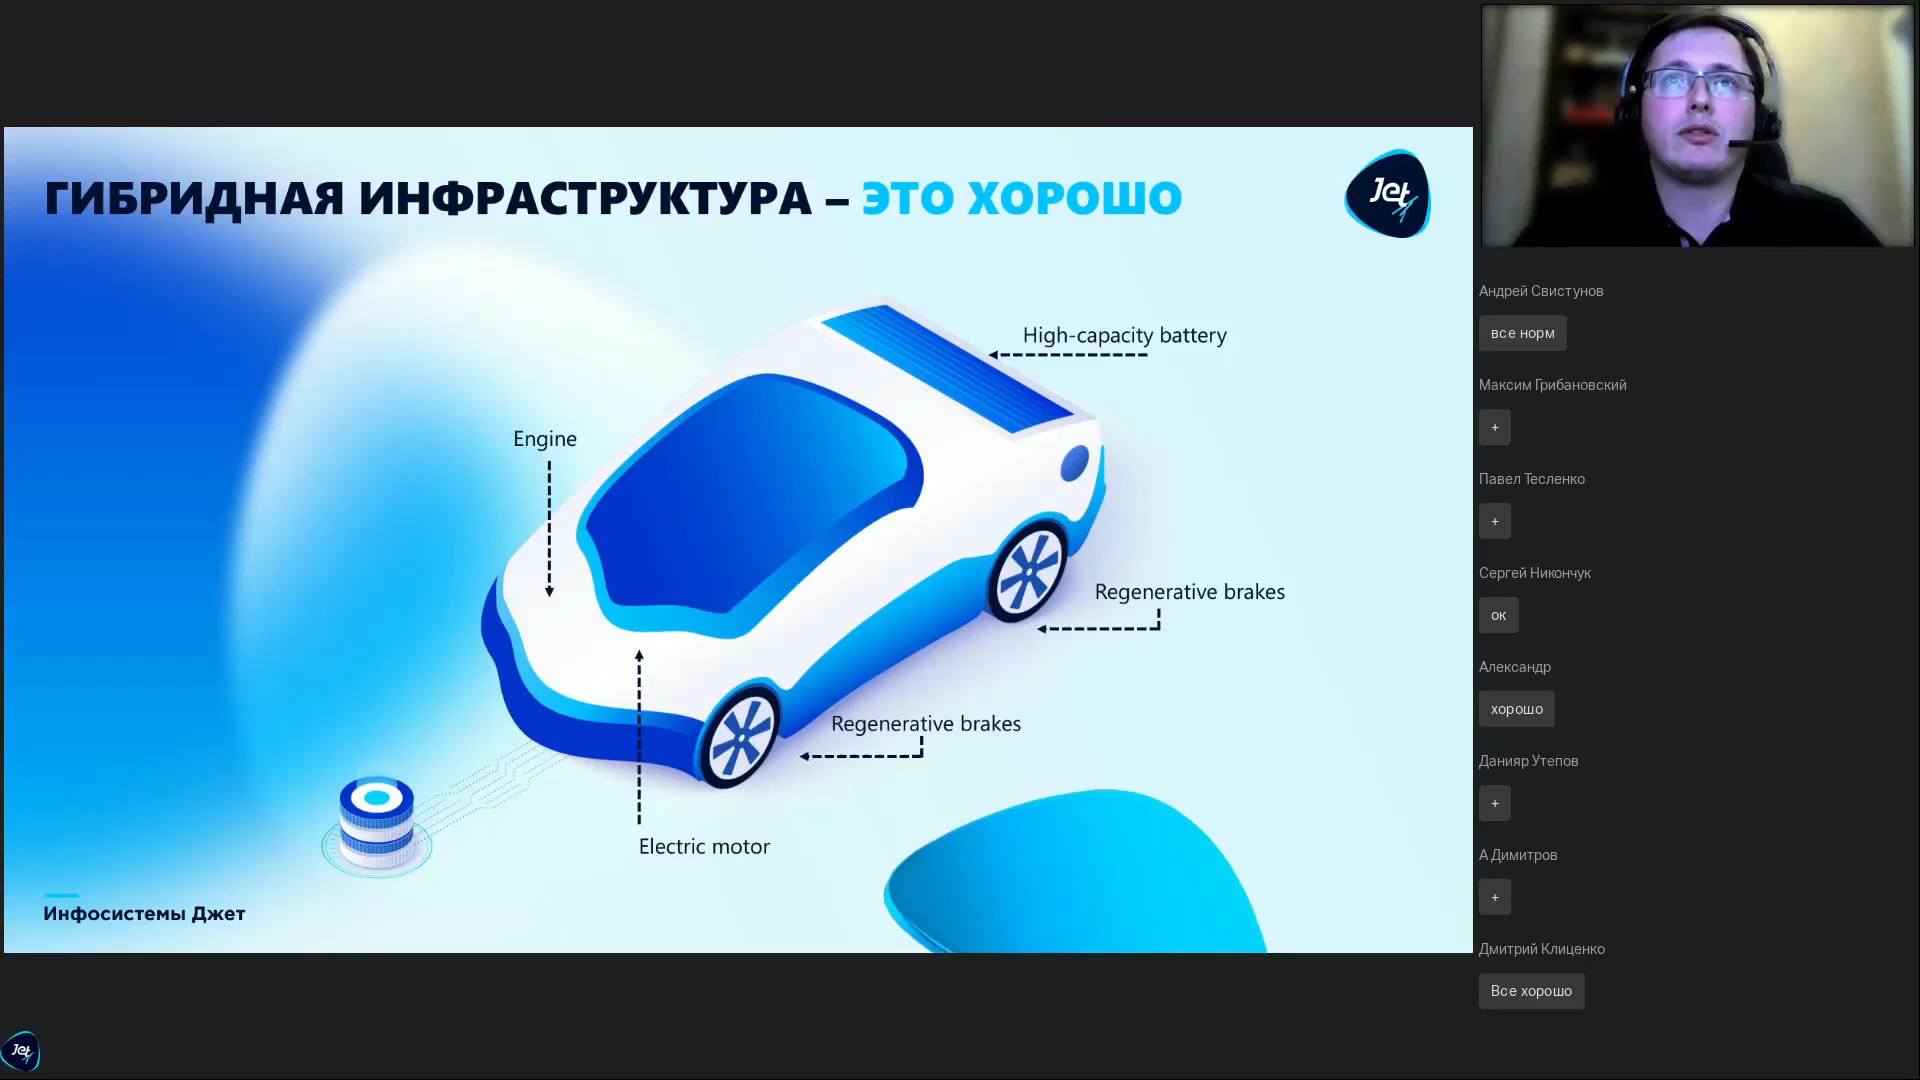 ГИБРИДНАЯ ИНФРАСТРУКТУРА – ЭТО ХОРОШО
Jet
High-capacity battery
Engine
Regenerative brakes
Regenerative brakes
Electric motor
Инфосистемы Джет
Jet
Андрей Свистунов
все норм
Максим Грибановский
+
Павел Тесленко
+
Сергей Никончук
ок
Александр
хорошо
Данияр Утепов
+
А Димитров
+
Дмитрий Клиценко
Все хорошо